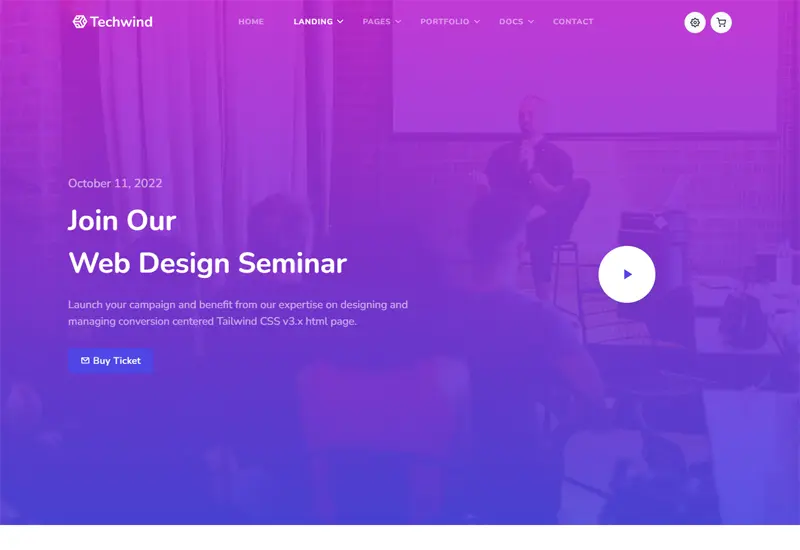 Techwind
HOME LANDING PAGES PORTFOLIO DOCS CONTACT
October 11, 2022
Join Our
Web Design Seminar
Launch your campaign and benefit from our expertise on designing and
managing conversion centered Tailwind CSS v3.x html page.
Buy Ticket